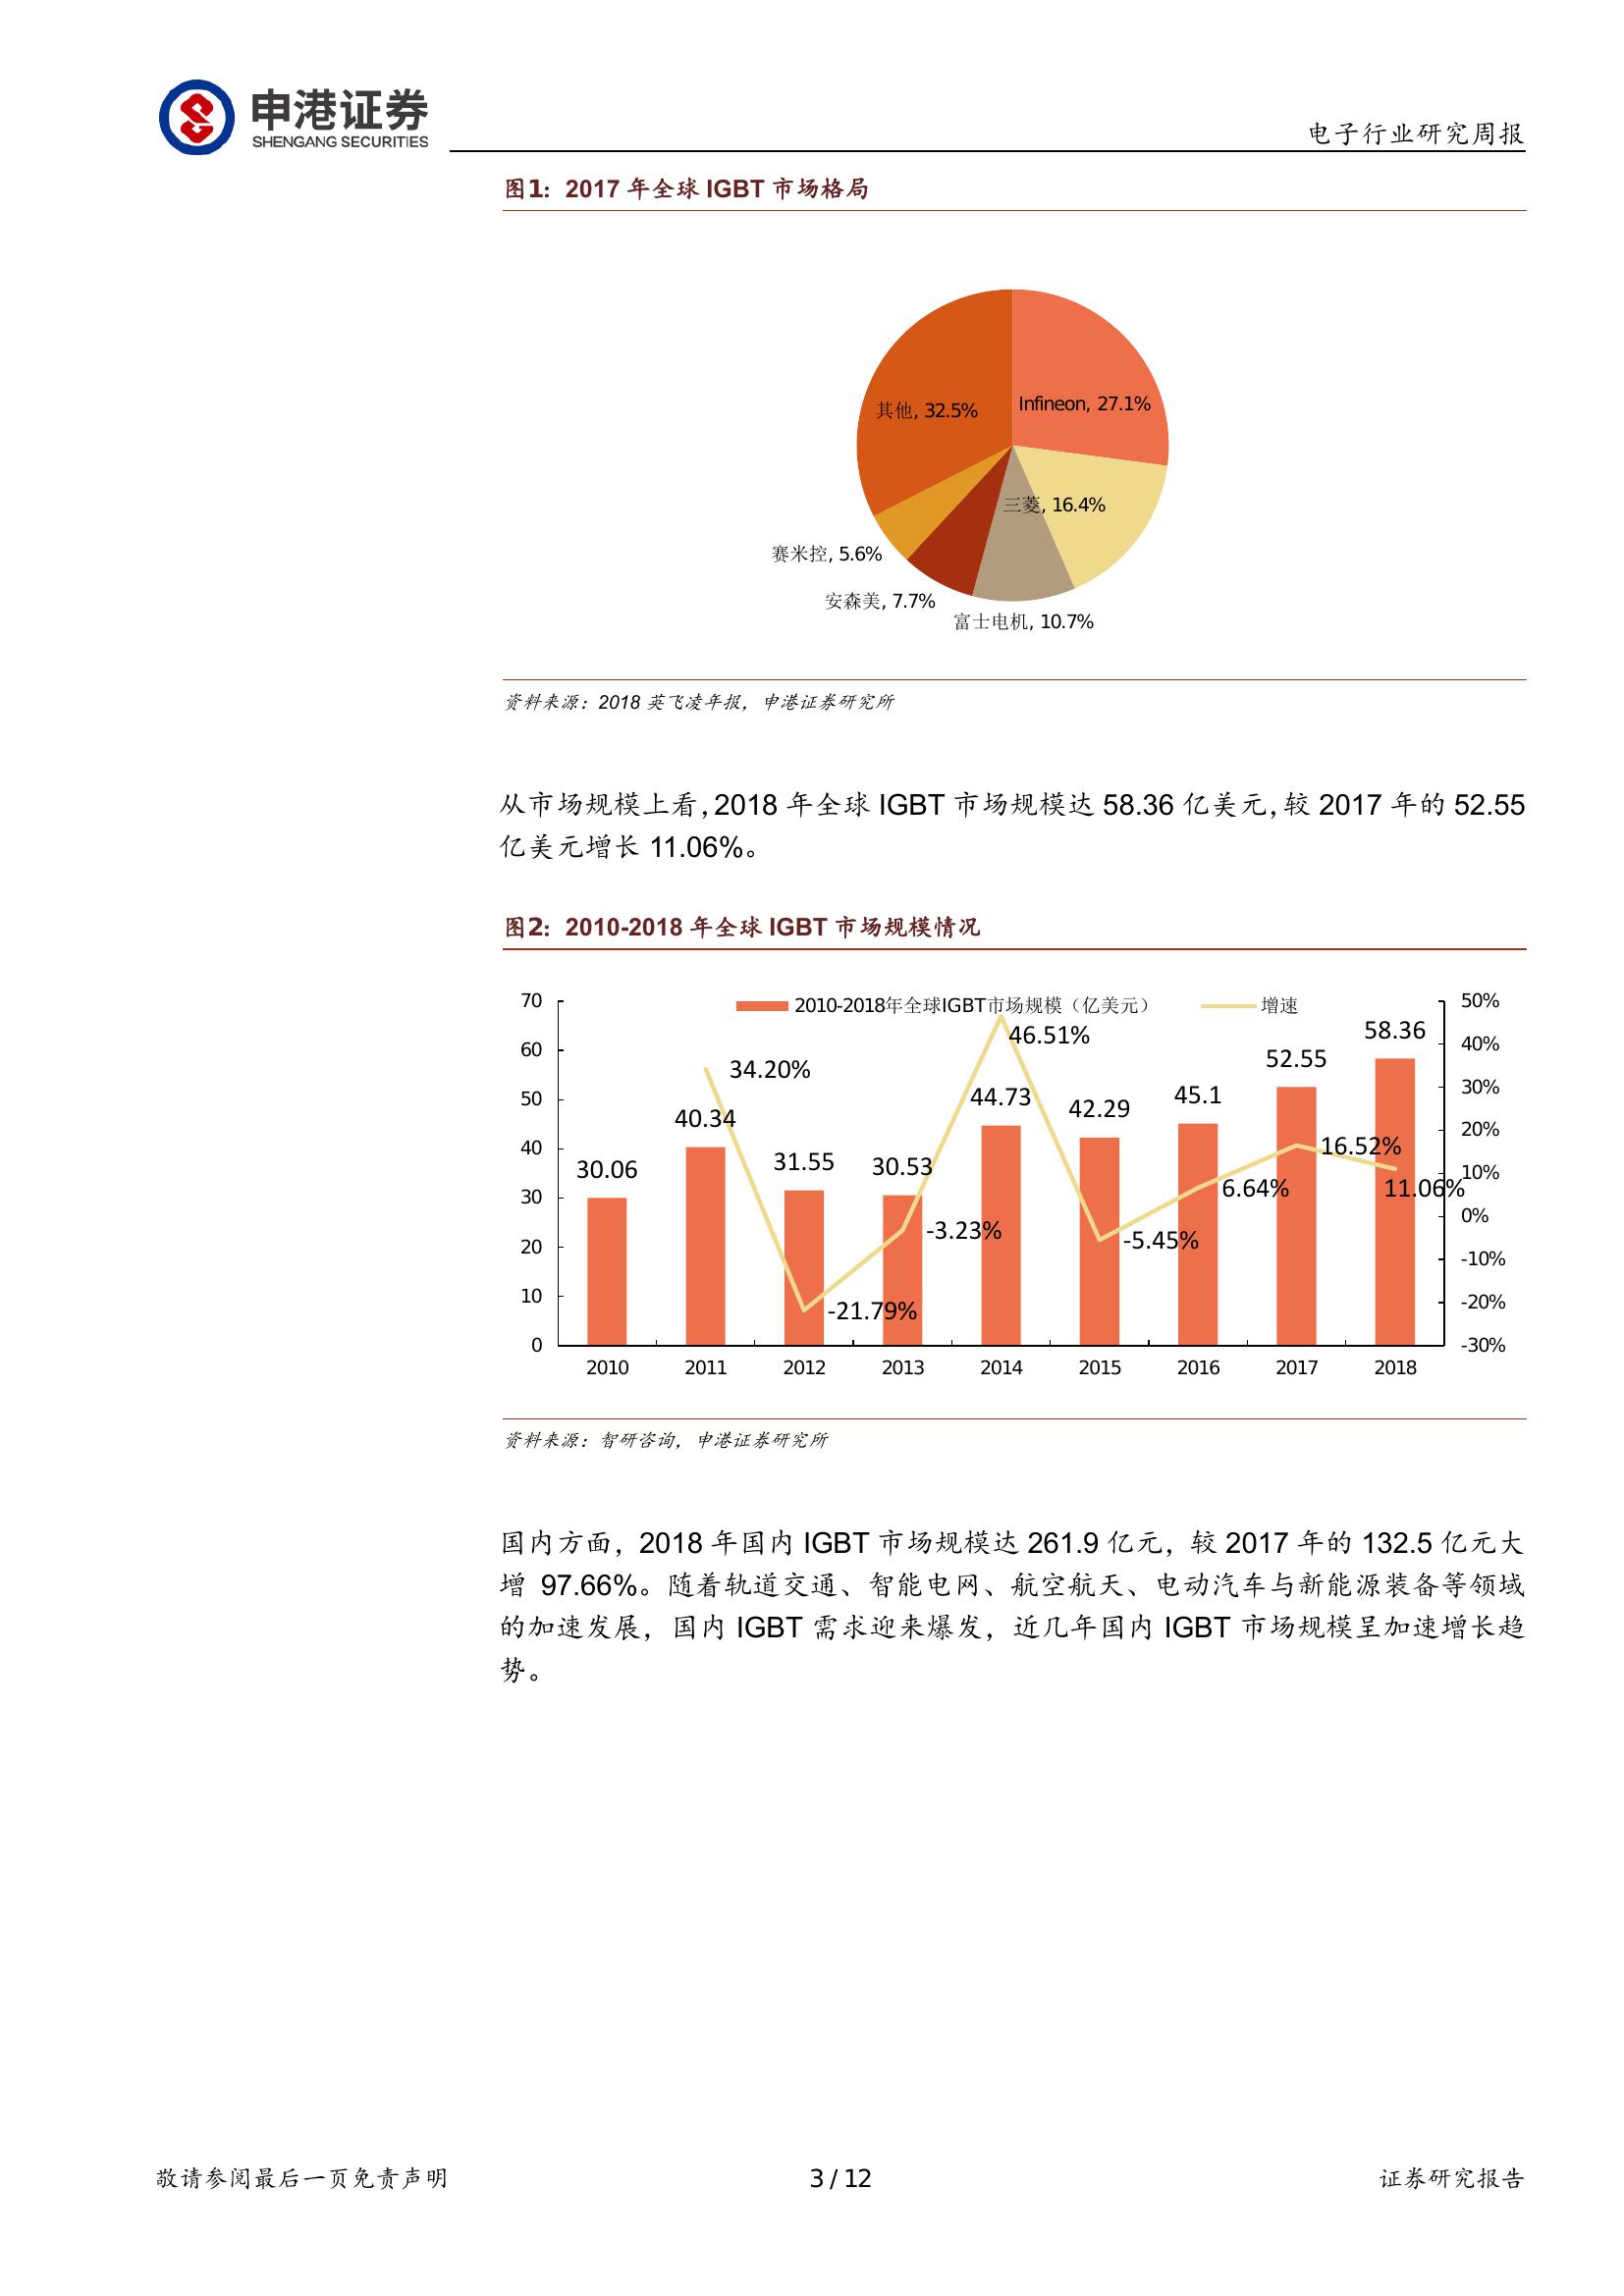 申港证券
SHENGANG SECURITIES
电子行业研究周报
图1：2017 年全球 IGBT 市场格局
其他, 32.5%
Infineon, 27.1%
三菱, 16.4%
赛米控, 5.6%
安森美, 7.7%
富士电机, 10.7%
资料来源：2018 英飞凌年报，申港证券研究所
从市场规模上看，2018 年全球 IGBT 市场规模达 58.36 亿美元，较 2017 年的 52.55
亿美元增长 11.06%。
图2：2010-2018 年全球 IGBT 市场规模情况
2010-2018年全球IGBT市场规模（亿美元） 增速
70
60
50
40
30
20
10
0
30.06
40.34
31.55
30.53
44.73
42.29
45.1
52.55
58.36
34.20%
-21.79%
-3.23%
46.51%
-5.45%
6.64%
16.52%
11.06%
50%
40%
30%
20%
10%
0%
-10%
-20%
-30%
2010 2011 2012 2013 2014 2015 2016 2017 2018
资料来源：智研咨询，申港证券研究所
国内方面，2018 年国内 IGBT 市场规模达 261.9 亿元，较 2017 年的 132.5 亿元大
增 97.66%。随着轨道交通、智能电网、航空航天、电动汽车与新能源装备等领域
的加速发展，国内 IGBT 需求迎来爆发，近几年国内 IGBT 市场规模呈加速增长趋
势。
敬请参阅最后一页免责声明 3 / 12 证券研究报告